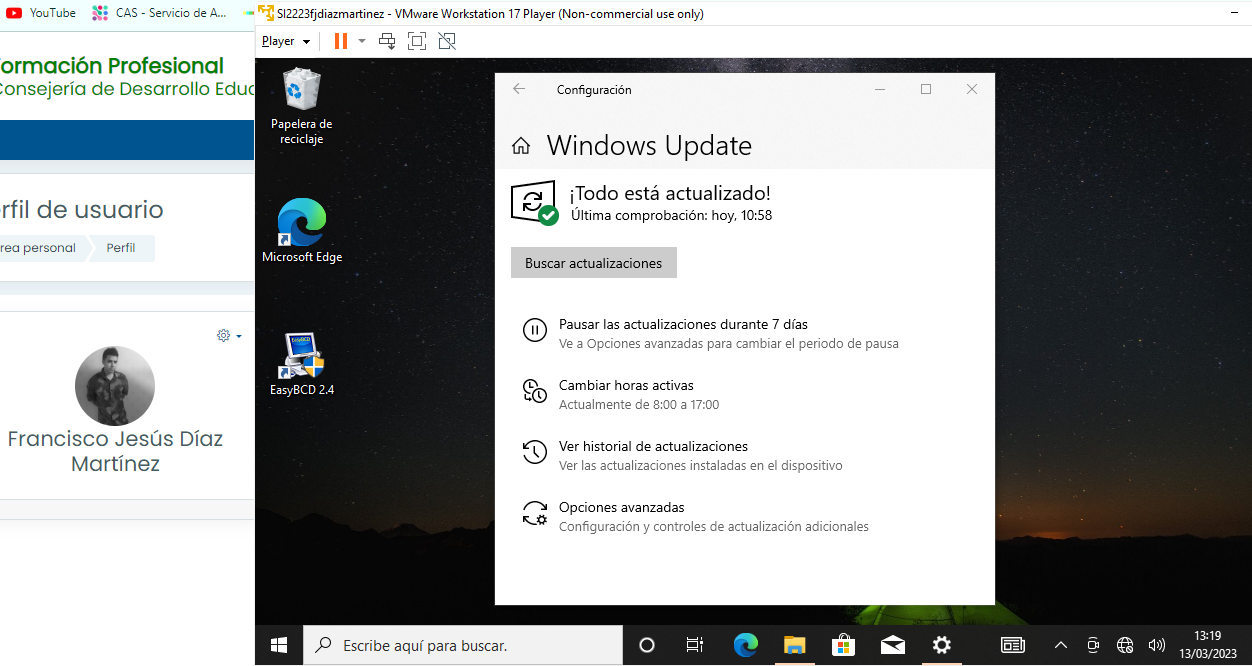 YouTube
CAS - Servicio de A...
ormación Profesional
Consejería de Desarrollo Educ
rfil de usuario
rea personal
Perfil
Francisco Jesús Díaz
Martínez
SI2223fjdiazmartinez - VMware Workstation 17 Player (Non-commercial use only)
Player
Papelera de
reciclaje
Microsoft Edge
EasyBCD
EasyBCD 2.4
Configuración
Windows Update
¡Todo está actualizado!
Última comprobación: hoy, 10:58
Buscar actualizaciones
Pausar las actualizaciones durante 7 días
Ve a Opciones avanzadas para cambiar el periodo de pausa
Cambiar horas activas
Actualmente de 8:00 a 17:00
Ver historial de actualizaciones
Ver las actualizaciones instaladas en el dispositivo
Opciones avanzadas
Configuración y controles de actualización adicionales
Escribe aquí para buscar.
13:19
13/03/2023